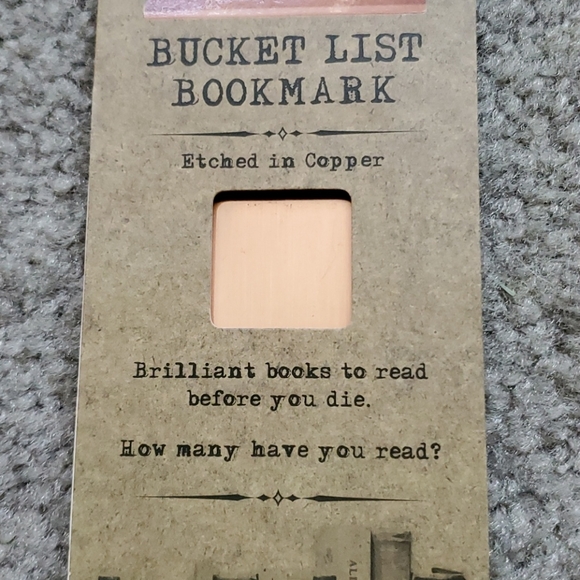 BUCKET LIST
BOOKMARK
Etched in Copper
Brilliant books to read
before you die.
How many have you read?